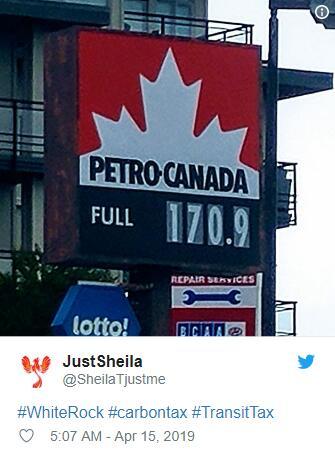 PETRO-CANADA
FULL 170.9
REPAIR SERVICES
lotto!
BCAA
JustSheila
@SheilaTjustme
#WhiteRock #carbontax #TransitTax
5:07 AM - Apr 15, 2019